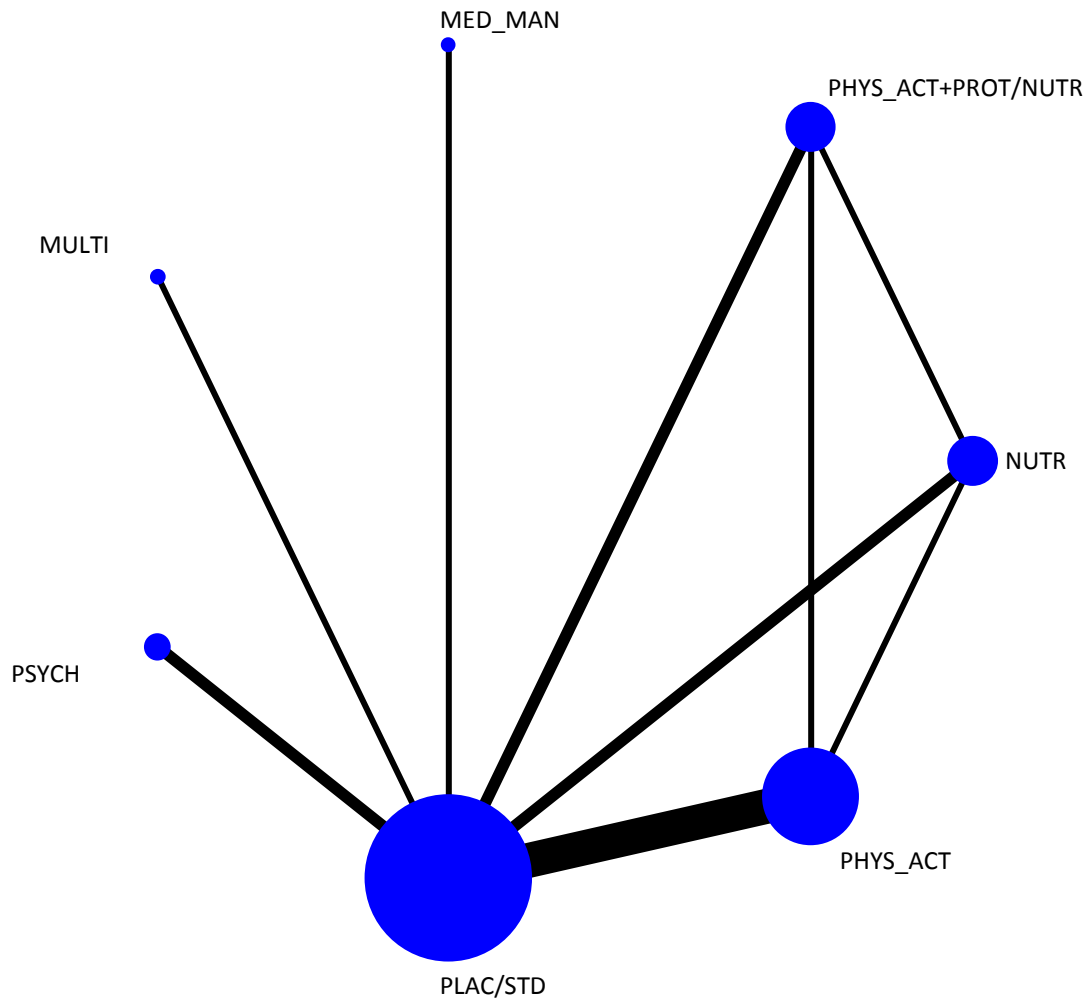 MED_MAN
PHYS_ACT+PROT/NUTR
MULTI
NUTR
PSYCH
PHYS_ACT
PLAC/STD